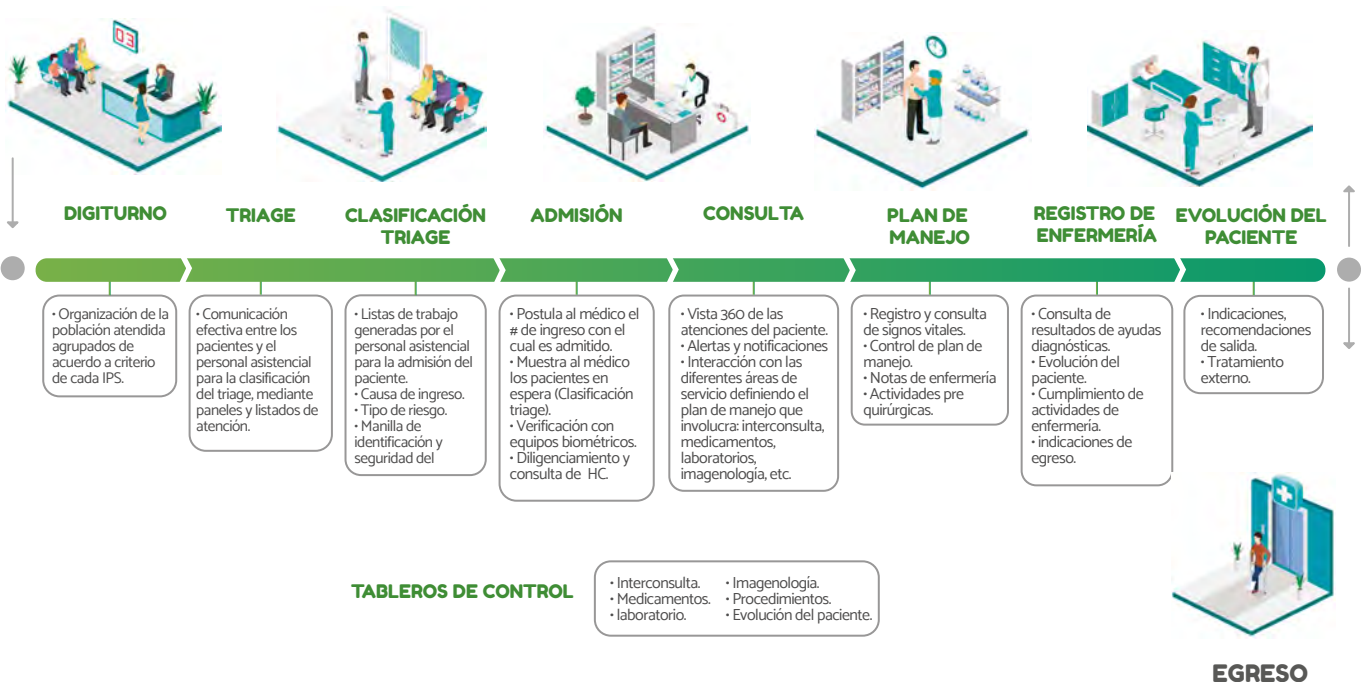 03
DIGITURNO
TRIAGE
CLASIFICACIÓN
TRIAGE
ADMISIÓN
CONSULTA
PLAN DE
MANEJO
REGISTRO DE
ENFERMERÍA
EVOLUCIÓN DEL
PACIENTE
• Organización de la
población atendida
agrupados de
acuerdo a criterio
de cada IPS.
• Comunicación
efectiva entre los
pacientes y el
personal asistencial
para la clasificación
del triage, mediante
paneles y listados de
atención.
• Listas de trabajo
generadas por el
personal asistencial
para la admisión del
paciente.
• Causa de ingreso.
• Tipo de riesgo.
• Manilla de
identificación y
seguridad del
• Postula al médico el
# de ingreso con el
cual es admitido.
• Muestra al médico
los pacientes en
espera (Clasificación
triage).
• Verificación con
equipos biométricos.
• Diligenciamiento y
consulta de HC.
• Vista 360 de las
atenciones del paciente.
• Alertas y notificaciones
• Interacción con las
diferentes áreas de
servicio definiendo el
plan de manejo que
involucra: interconsulta,
medicamentos,
laboratorios,
imagenología, etc.
• Registro y consulta
de signos vitales.
• Control de plan de
manejo.
• Notas de enfermería
• Actividades pre
quirúrgicas.
• Consulta de
resultados de ayudas
diagnósticas.
• Evolución del
paciente.
• Cumplimiento de
actividades de
enfermería.
• indicaciones de
egreso.
• Indicaciones,
recomendaciones
de salida.
• Tratamiento
externo.
TABLEROS DE CONTROL
• Interconsulta.
• Medicamentos.
• laboratorio.
• Imagenología.
• Procedimientos.
• Evolución del paciente.
EGRESO